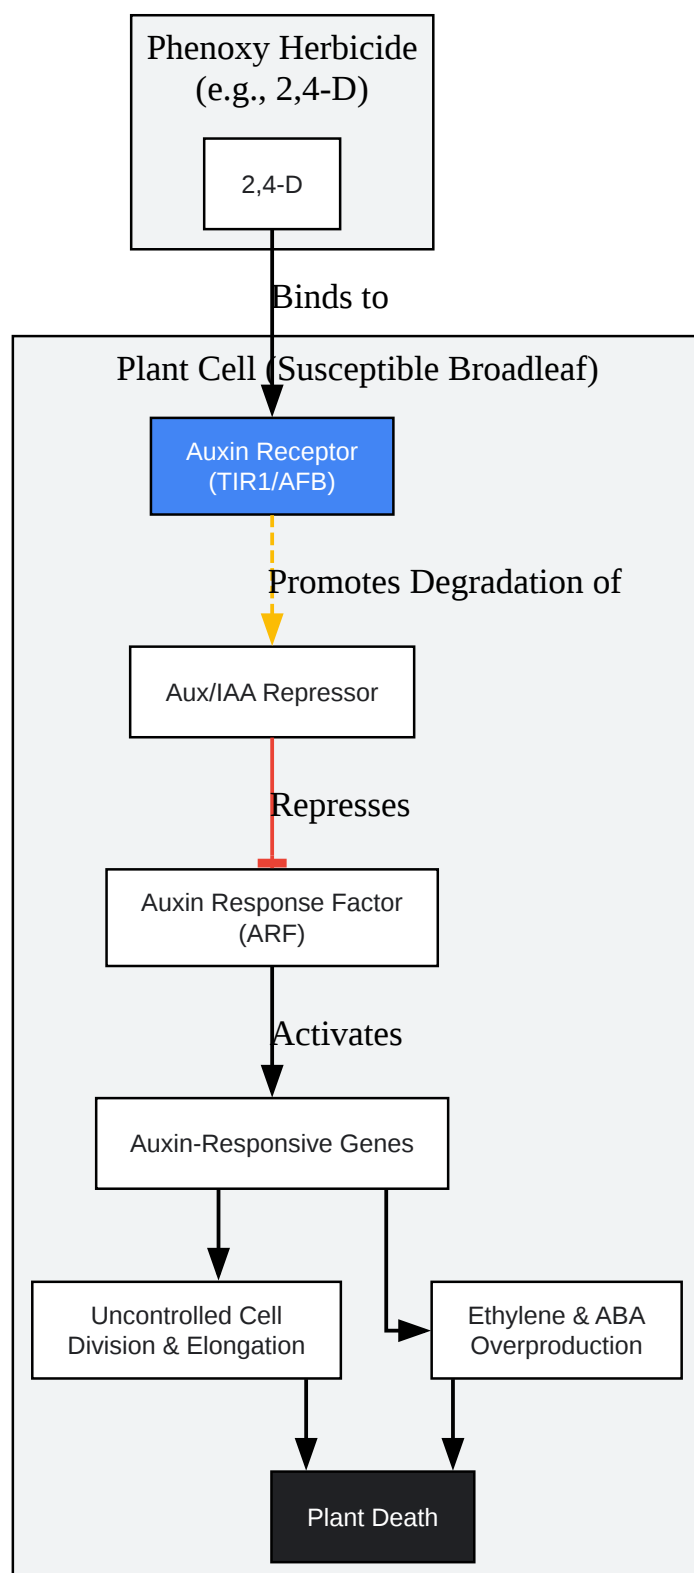 Phenoxy Herbicide
(e.g., 2,4-D)
2,4-D
Binds to
Plant Cell (Susceptible Broadleaf)
Auxin Receptor
(TIR1/AFB)
Promotes Degradation of
Aux/IAA Repressor
Represses
Auxin Response Factor
(ARF)
Activates
Auxin-Responsive Genes
Uncontrolled Cell
Division & Elongation
Ethylene & ABA
Overproduction
Plant Death